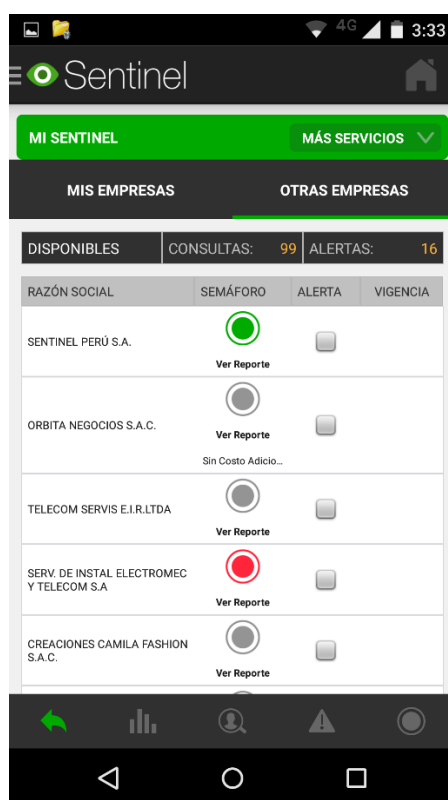 4G 3:33
Sentinel
MI SENTINEL MÁS SERVICIOS
MIS EMPRESAS OTRAS EMPRESAS
DISPONIBLES CONSULTAS: 99 ALERTAS: 16
RAZÓN SOCIAL SEMÁFORO ALERTA VIGENCIA
SENTINEL PERÚ S.A.
Ver Reporte
ORBITA NEGOCIOS S.A.C.
Ver Reporte
Sin Costo Adicio...
TELECOM SERVIS E.I.R.LTDA
Ver Reporte
SERV. DE INSTAL ELECTROMEC
Y TELECOM S.A
Ver Reporte
CREACIONES CAMILA FASHION
S.A.C.
Ver Reporte